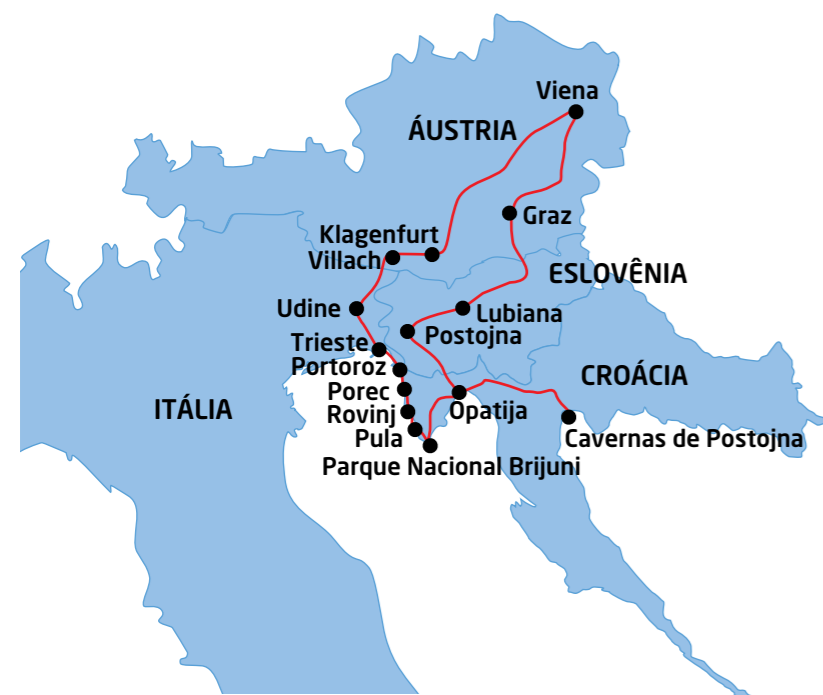 Viena
ÁUSTRIA
Graz
Klagenfurt
Villach
ESLOVÊNIA
Udine
Lubiana
Postojna
Trieste
Portoroz
CROÁCIA
Porec
ITÁLIA
Rovinj
Opatija
Pula
Cavernas de Postojna
Parque Nacional Brijuni